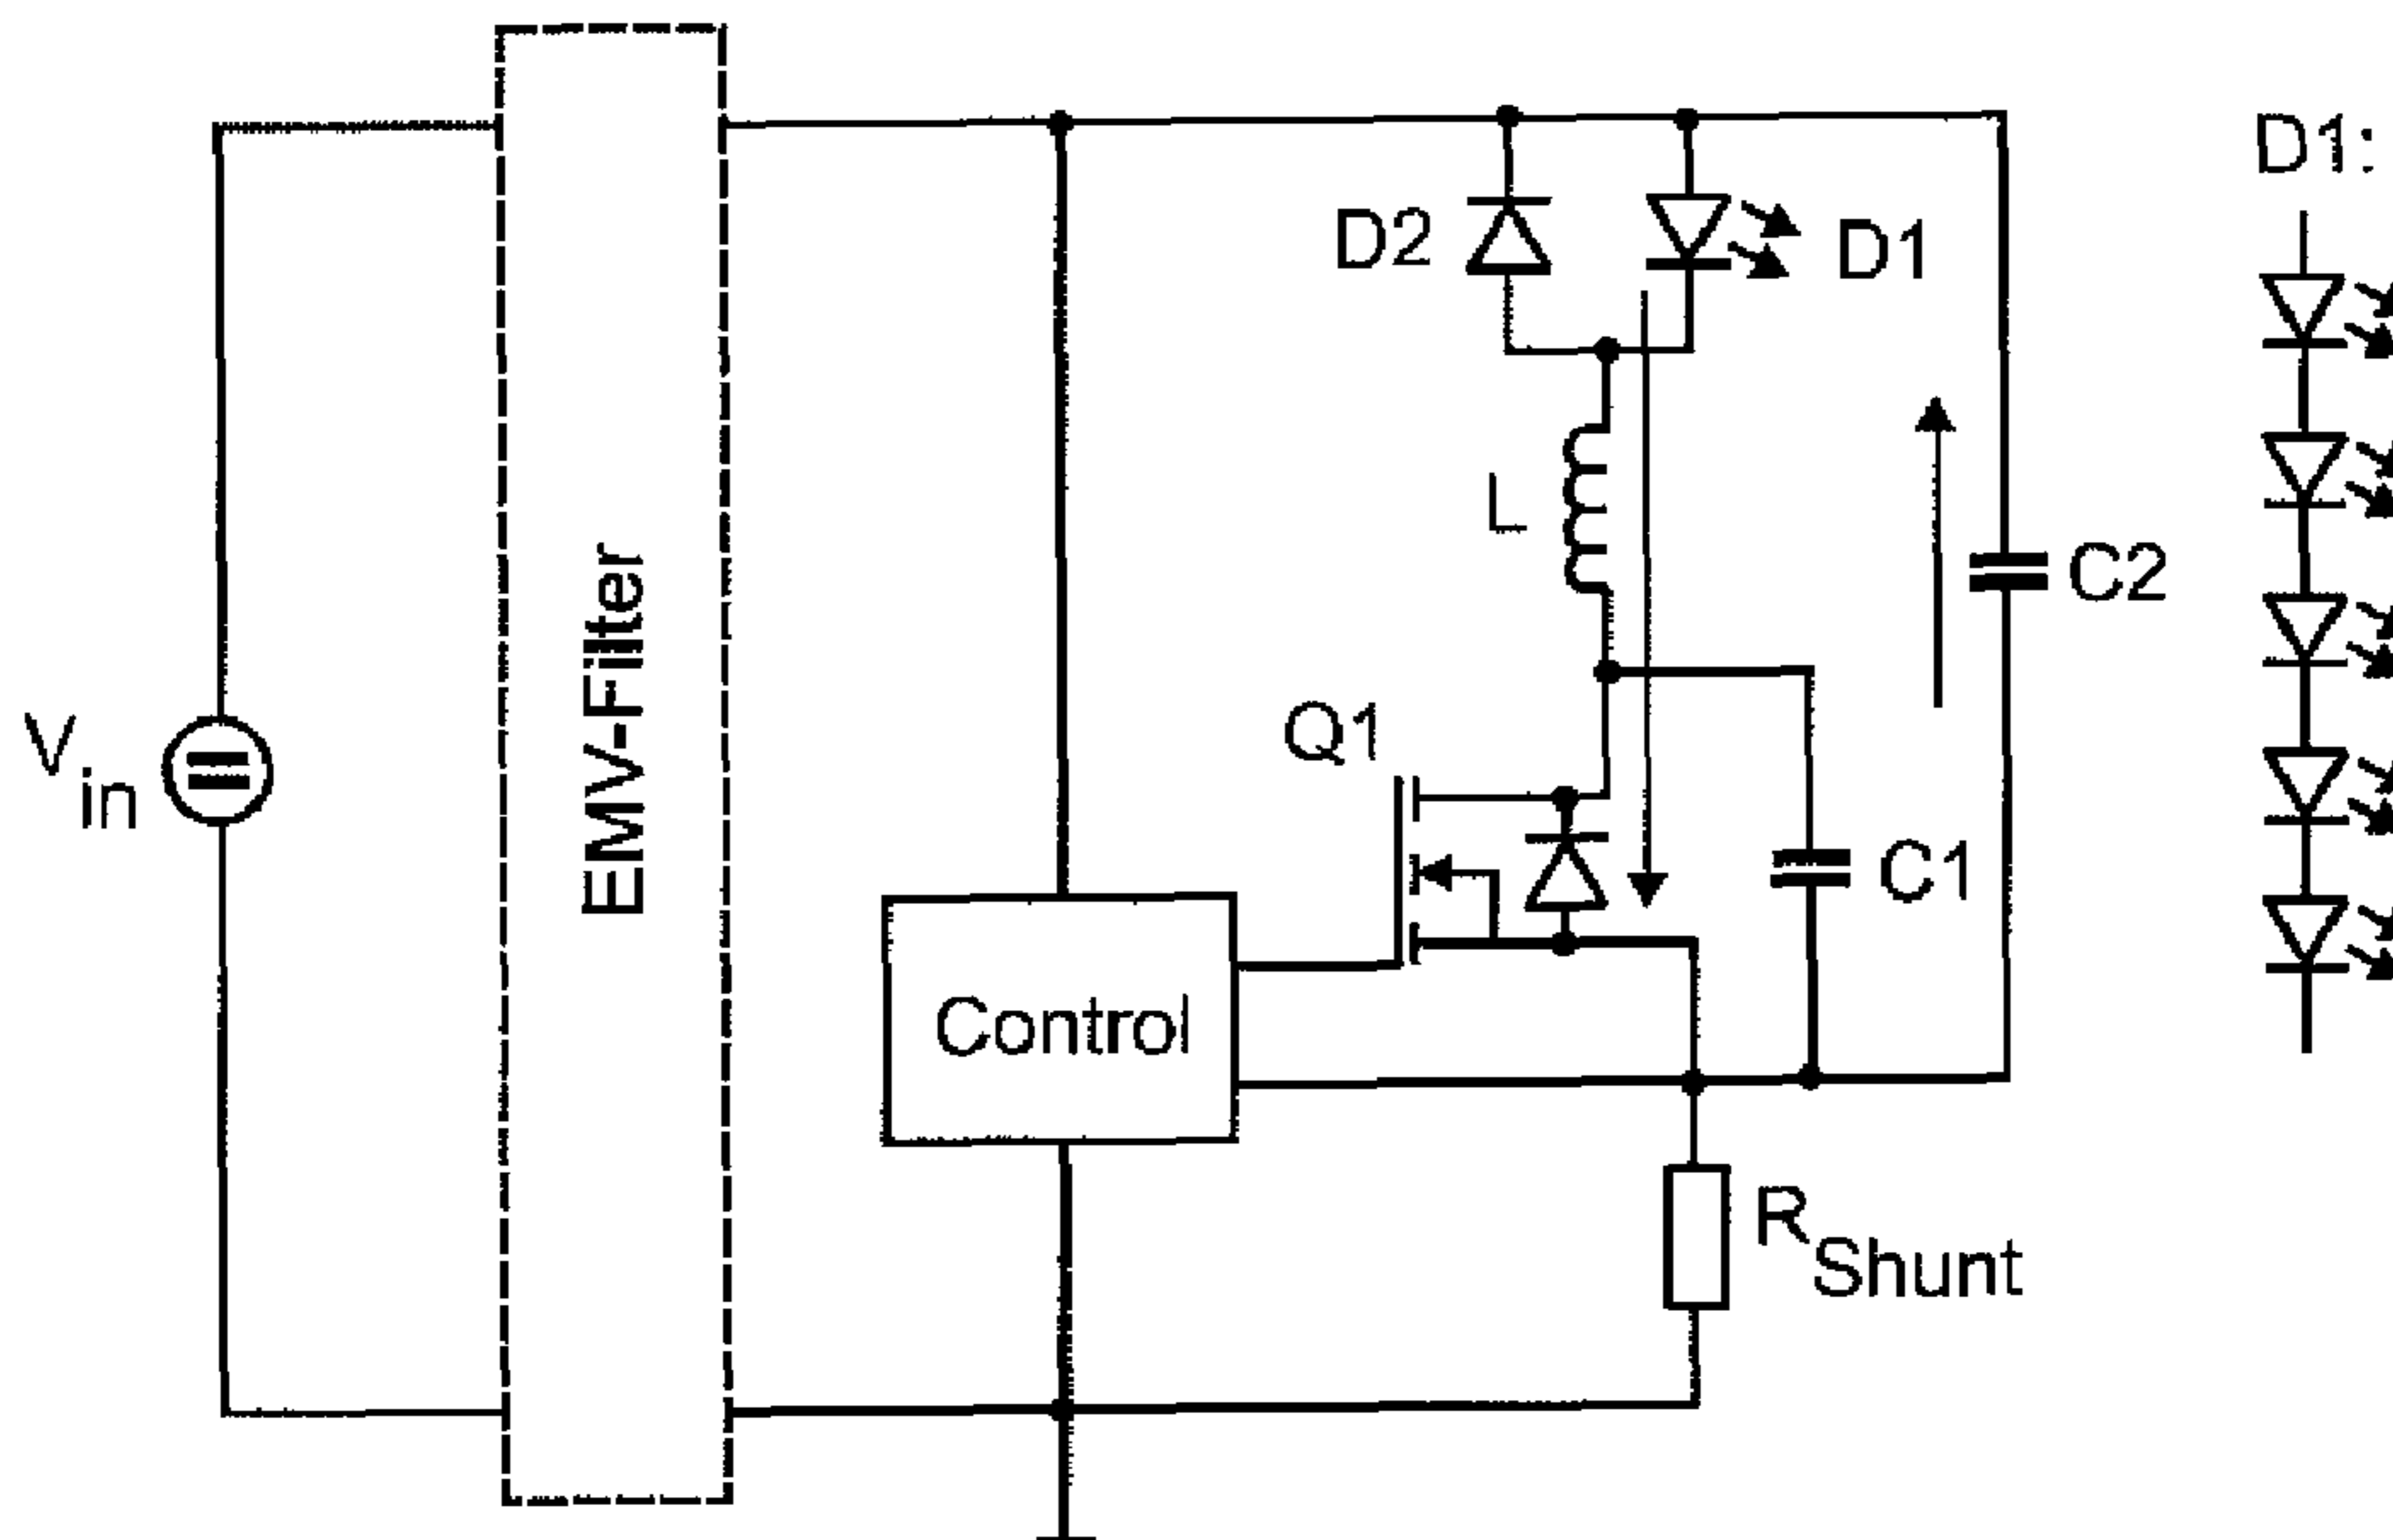 V in
EMV-Filter
D2
D1
D1:
L
C2
Q1
C1
Control
R Shunt